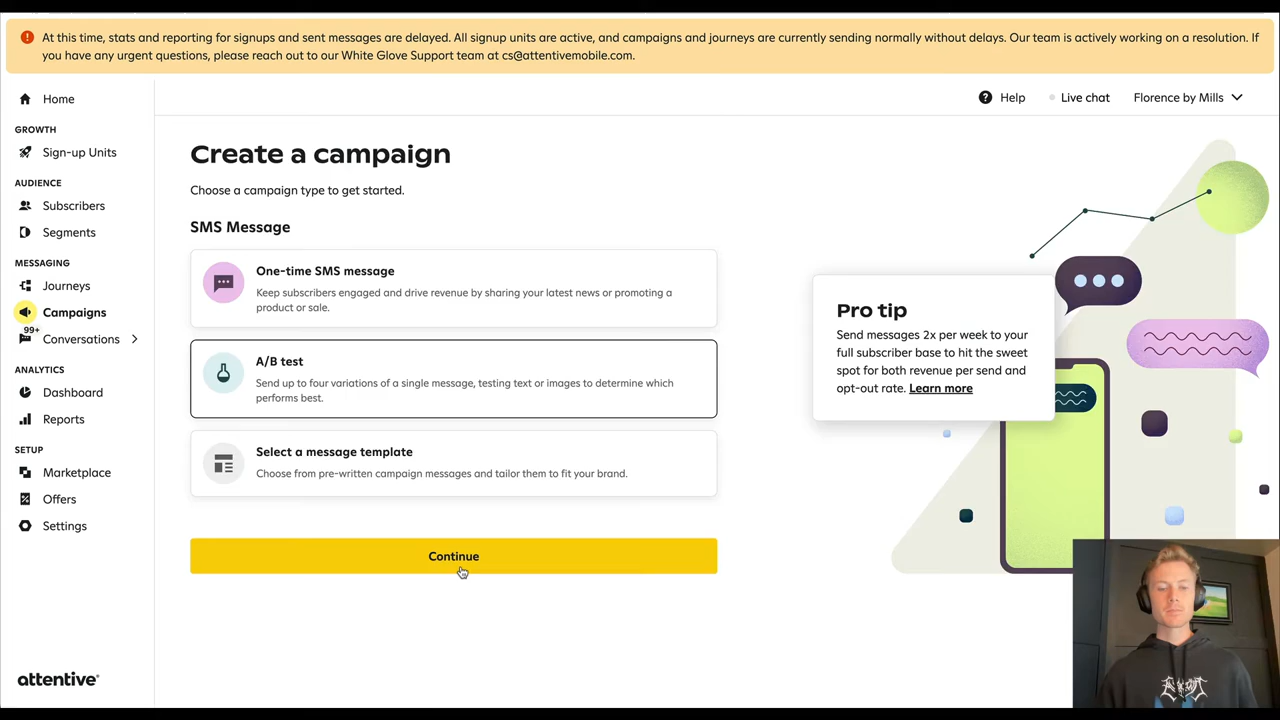 At this time, stats and reporting for signups and sent messages are delayed. All signup units are active, and campaigns and journeys are currently sending normally without delays. Our team is actively working on a resolution. If
you have any urgent questions, please reach out to our White Glove Support team at cs@attentivemobile.com.
Home
GROWTH
Sign-up Units
AUDIENCE
Subscribers
Segments
MESSAGING
Journeys
Campaigns
99+
Conversations
ANALYTICS
Dashboard
Reports
SETUP
Marketplace
Offers
Settings
attentive
Help
Live chat
Florence by Mills
Create a campaign
Choose a campaign type to get started.
SMS Message
One-time SMS message
Keep subscribers engaged and drive revenue by sharing your latest news or promoting a
product or sale.
A/B test
Send up to four variations of a single message, testing text or images to determine which
performs best.
Select a message template
Choose from pre-written campaign messages and tailor them to fit your brand.
Continue
Pro tip
Send messages 2x per week to your
full subscriber base to hit the sweet
spot for both revenue per send and
opt-out rate. Learn more